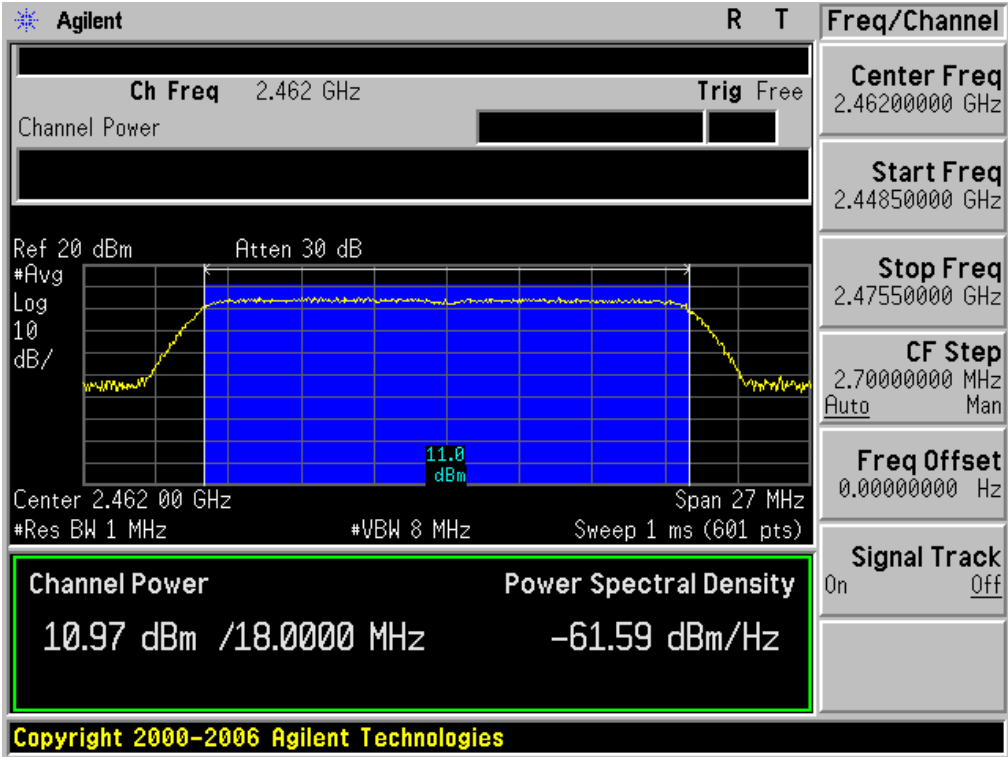 Agilent R T Freq/Channel
Ch Freq 2.462 GHz Trig Free
Channel Power
Center Freq
2.46200000 GHz
Start Freq
2.44850000 GHz
Stop Freq
2.47550000 GHz
CF Step
2.70000000 MHz
Auto Man
Freq Offset
0.00000000 Hz
Signal Track
On Off
Ref 20 dBm Atten 30 dB
#Avg
Log
10
dB/
11.0
dBm
Center 2.462 00 GHz Span 27 MHz
#Res BW 1 MHz #VBW 8 MHz Sweep 1 ms (601 pts)
Channel Power Power Spectral Density
10.97 dBm /18.0000 MHz -61.59 dBm/Hz
Copyright 2000-2006 Agilent Technologies